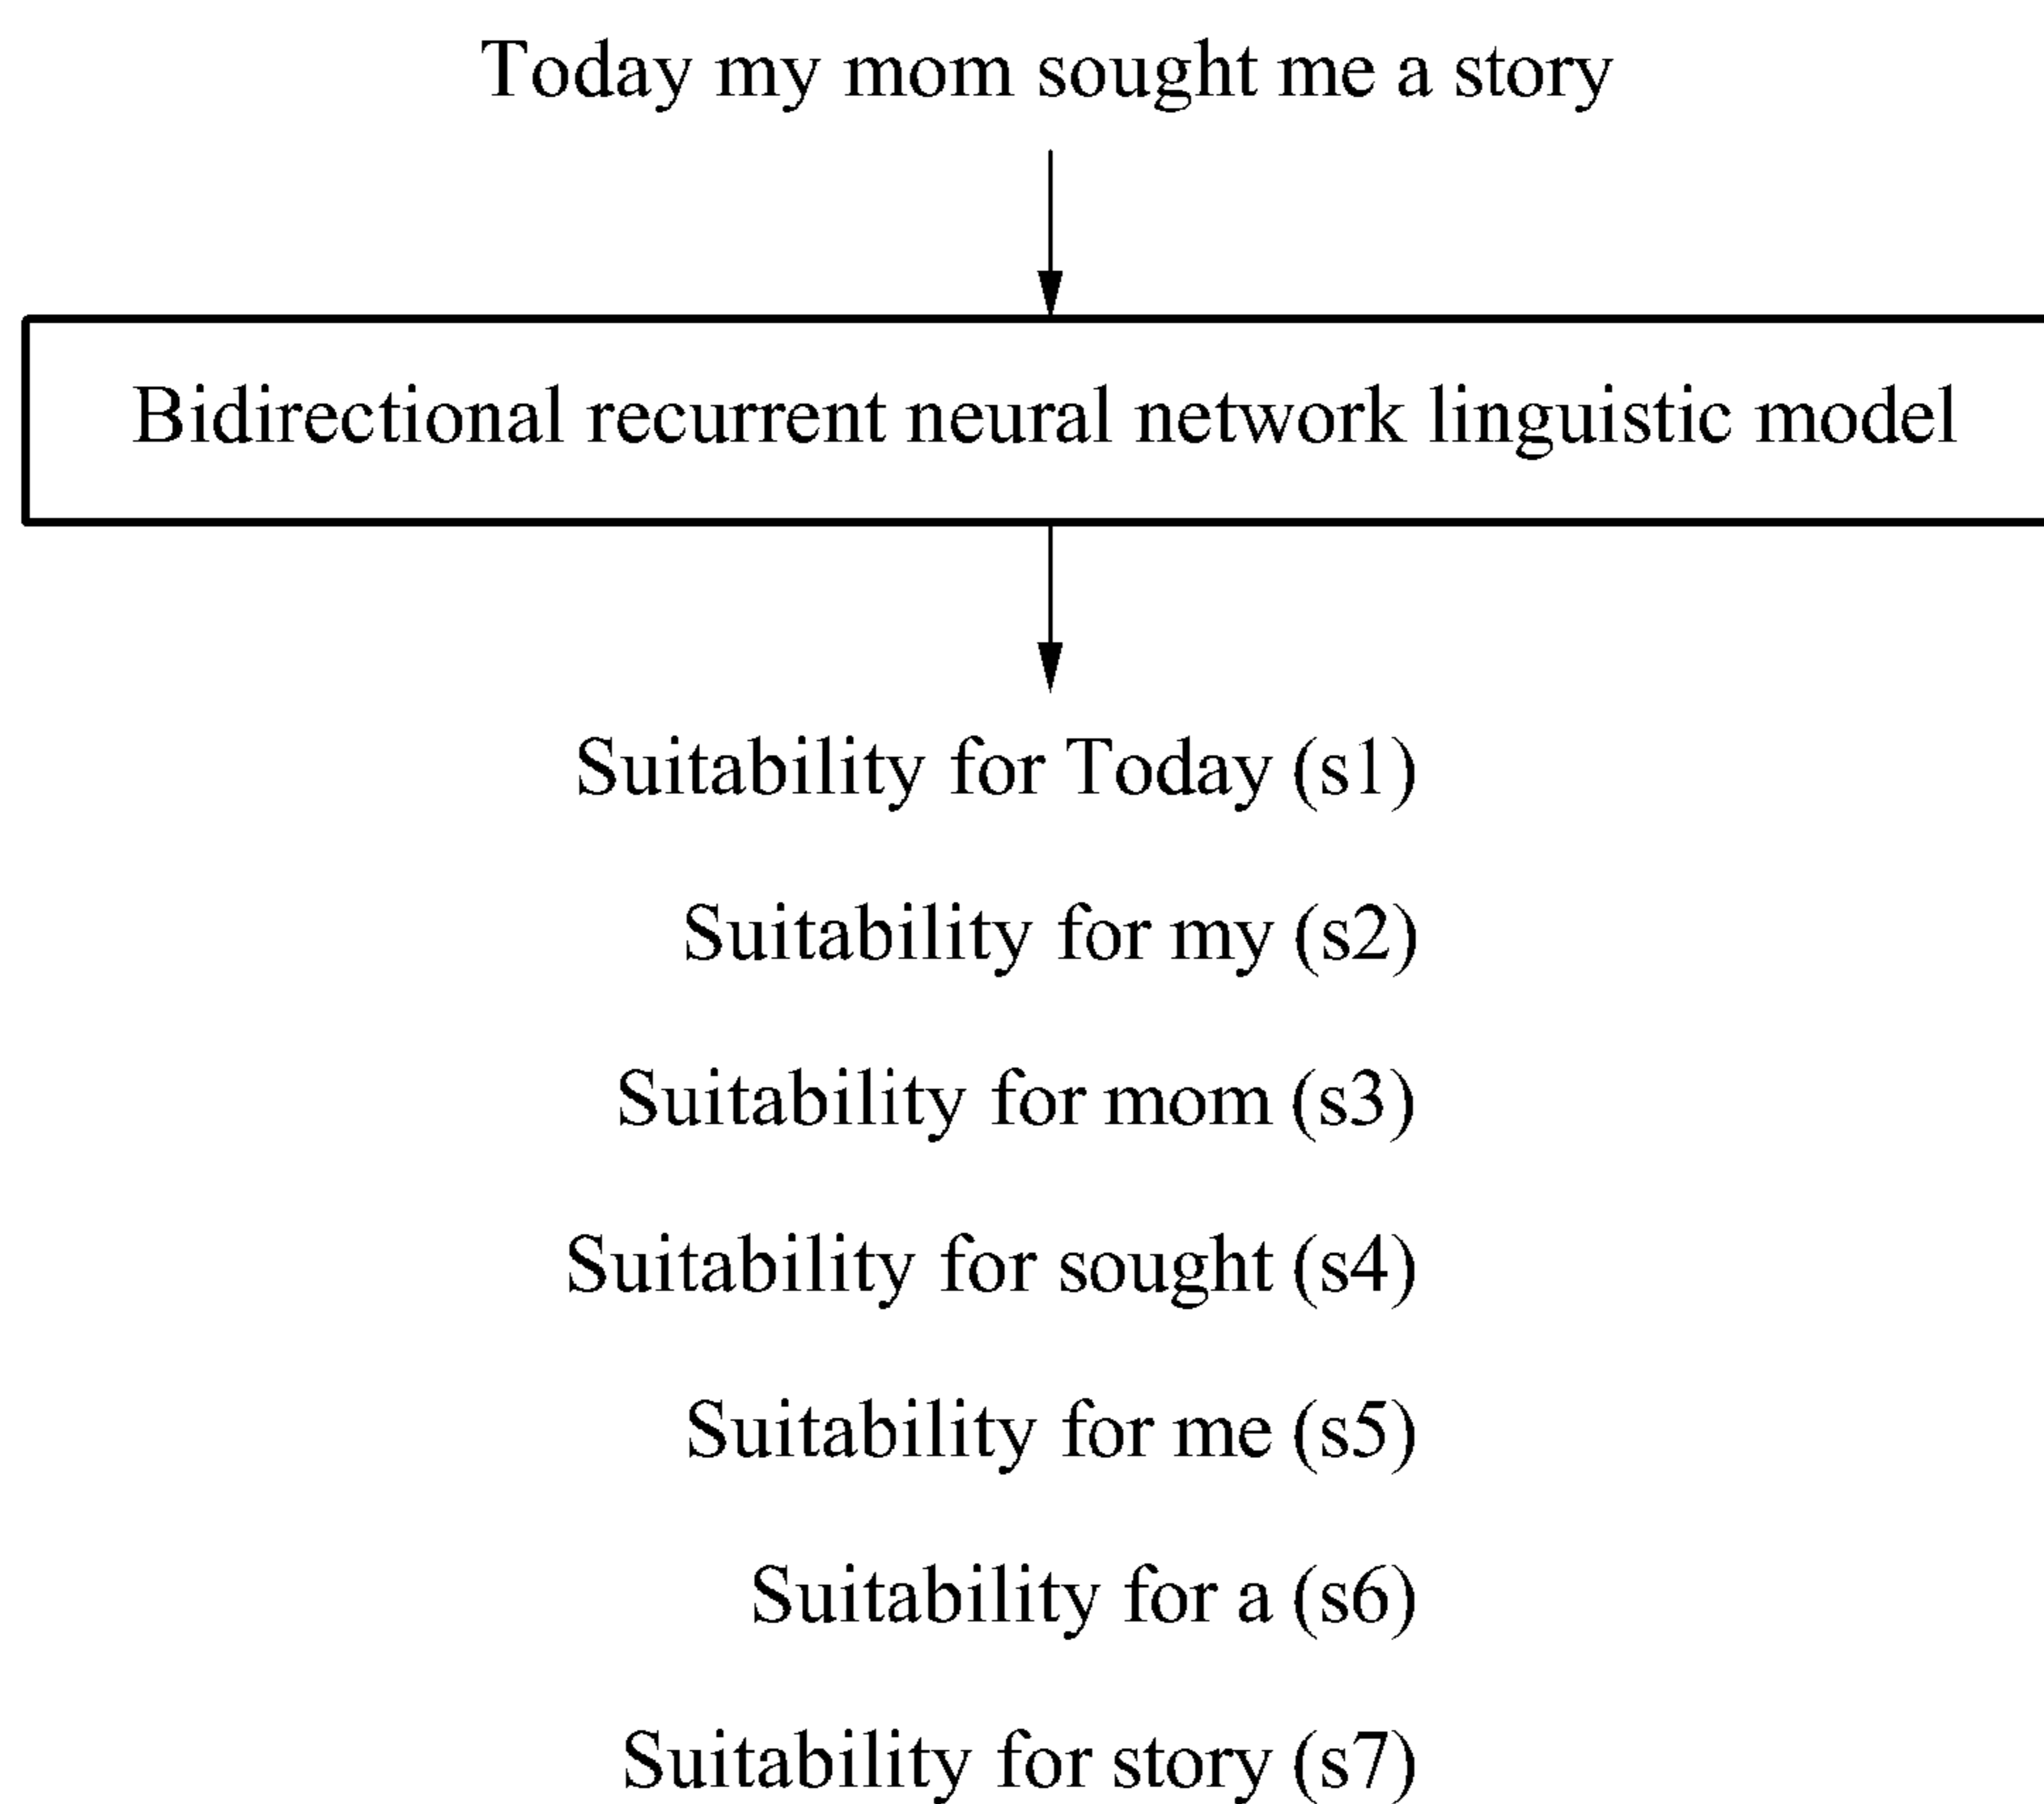 Today my mom sought me a story
Bidirectional recurrent neural network linguistic model
Suitability for Today (s1)
Suitability for my (s2)
Suitability for mom (s3)
Suitability for sought (s4)
Suitability for me (s5)
Suitability for a (s6)
Suitability for story (s7)